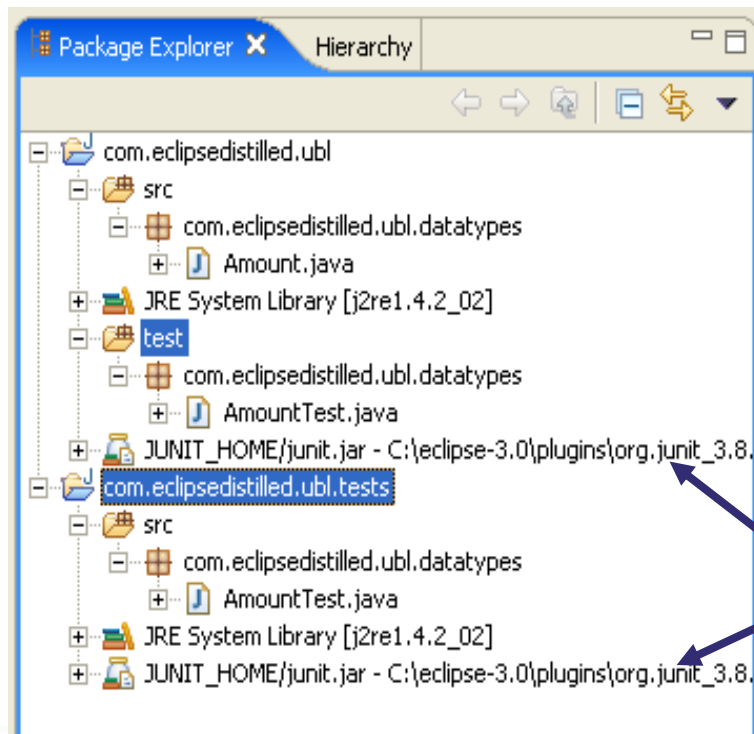 Package Explorer Hierarchy
com.eclipsedistilled.ubl
src
com.eclipsedistilled.ubl.datatypes
Amount.java
JRE System Library [j2re1.4.2_02]
test
com.eclipsedistilled.ubl.datatypes
AmountTest.java
JUNIT_HOME/junit.jar - C:\eclipse-3.0\plugins\org.junit_3.8.
com.eclipsedistilled.ubl.tests
src
com.eclipsedistilled.ubl.datatypes
AmountTest.java
JRE System Library [j2re1.4.2_02]
JUNIT_HOME/junit.jar - C:\eclipse-3.0\plugins\org.junit_3.8.